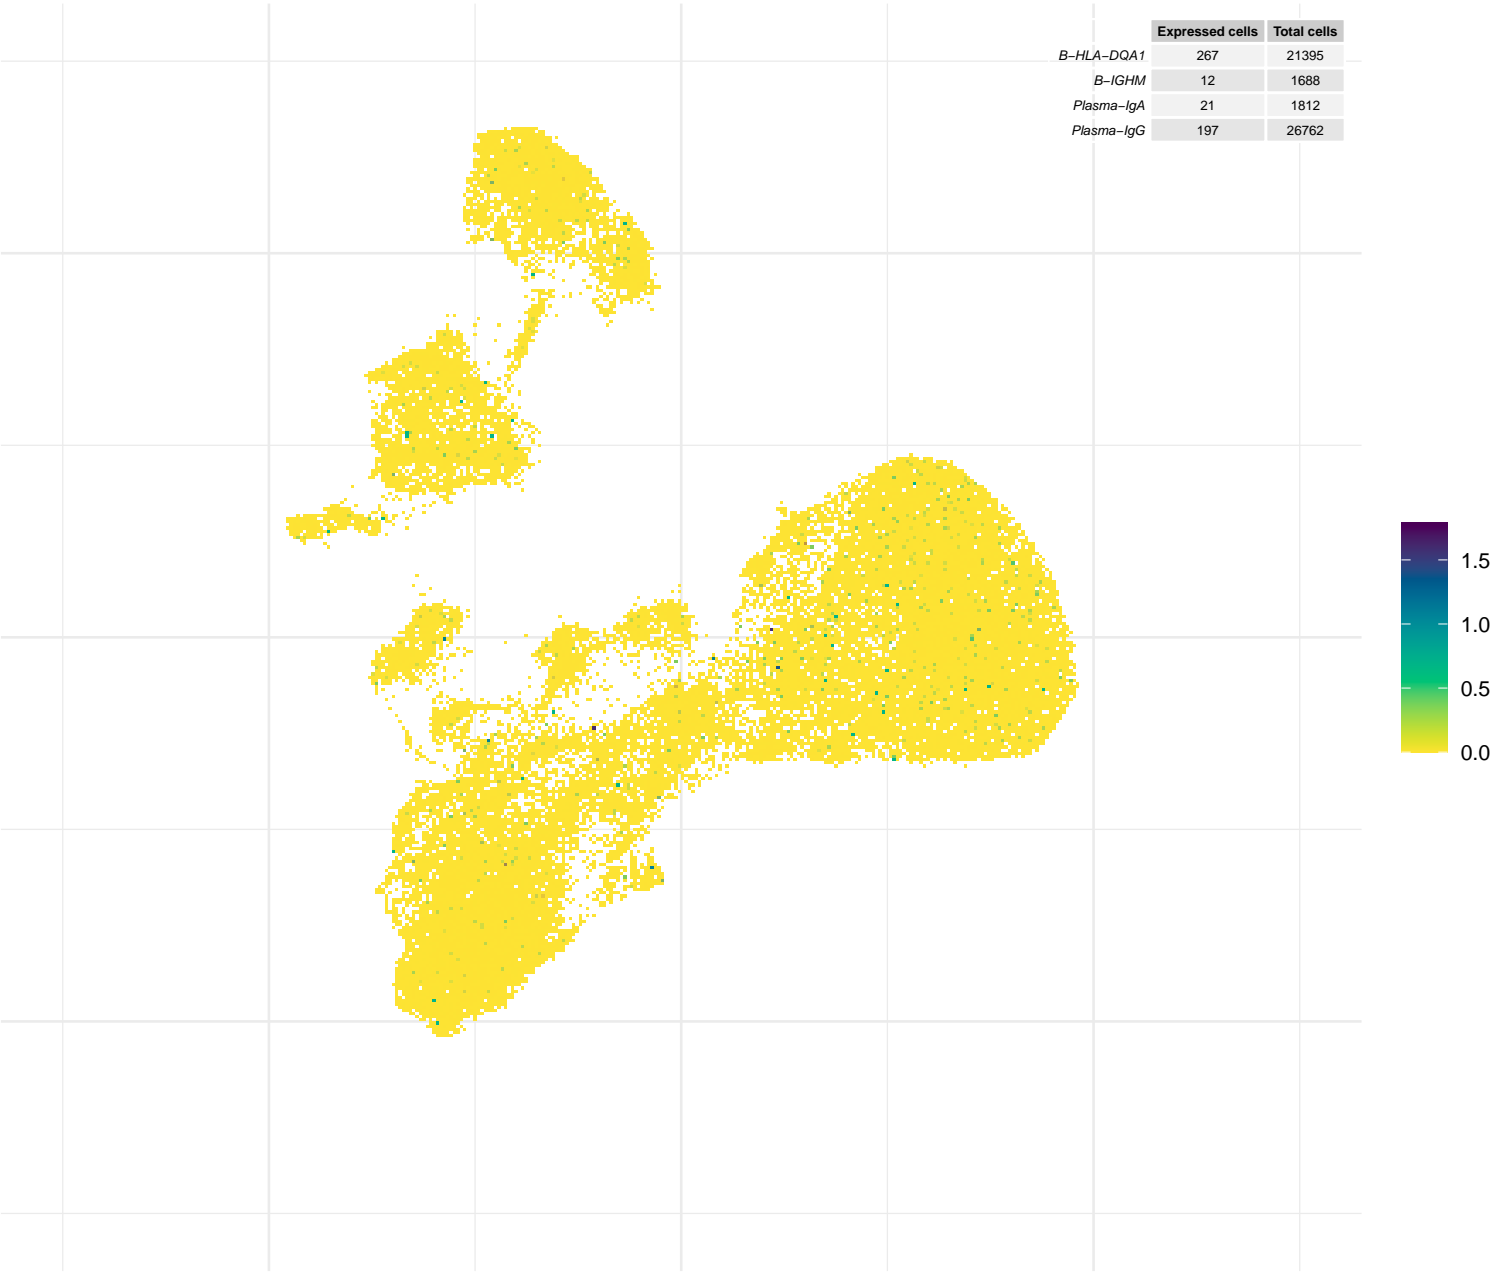 Expressed cells Total cells
B−HLA−DQA1 267 21395
B−IGHM 12 1688
Plasma−IgA 21 1812
Plasma−IgG 197 26762
1.5
1.0
0.5
0.0